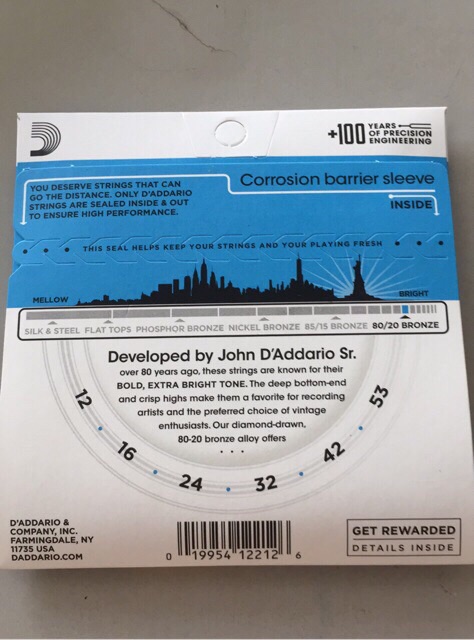 +100 YEARS
OF PRECISION
ENGINEERING
YOU DESERVE STRINGS THAT CAN
GO THE DISTANCE. ONLY D'ADDARIO
STRINGS ARE SEALED INSIDE & OUT
TO ENSURE HIGH PERFORMANCE.
Corrosion barrier sleeve
INSIDE
THIS SEAL HELPS KEEP YOUR STRINGS AND YOUR PLAYING FRESH
MELLOW
BRIGHT
SILK & STEEL FLAT TOPS PHOSPHOR BRONZE NICKEL BRONZE 85/15 BRONZE 80/20 BRONZE
Developed by John D'Addario Sr.
over 80 years ago, these strings are known for their
BOLD, EXTRA BRIGHT TONE. The deep bottom-end
and crisp highs make them a favorite for recording
artists and the preferred choice of vintage
enthusiasts. Our diamond-drawn,
80-20 bronze alloy offers
...
12 • 16 • 24 • 32 • 42 • 53
D'ADDARIO &
COMPANY, INC.
FARMINGDALE, NY
11735 USA
DADDARIO.COM
0 19954 12212 6
GET REWARDED
DETAILS INSIDE